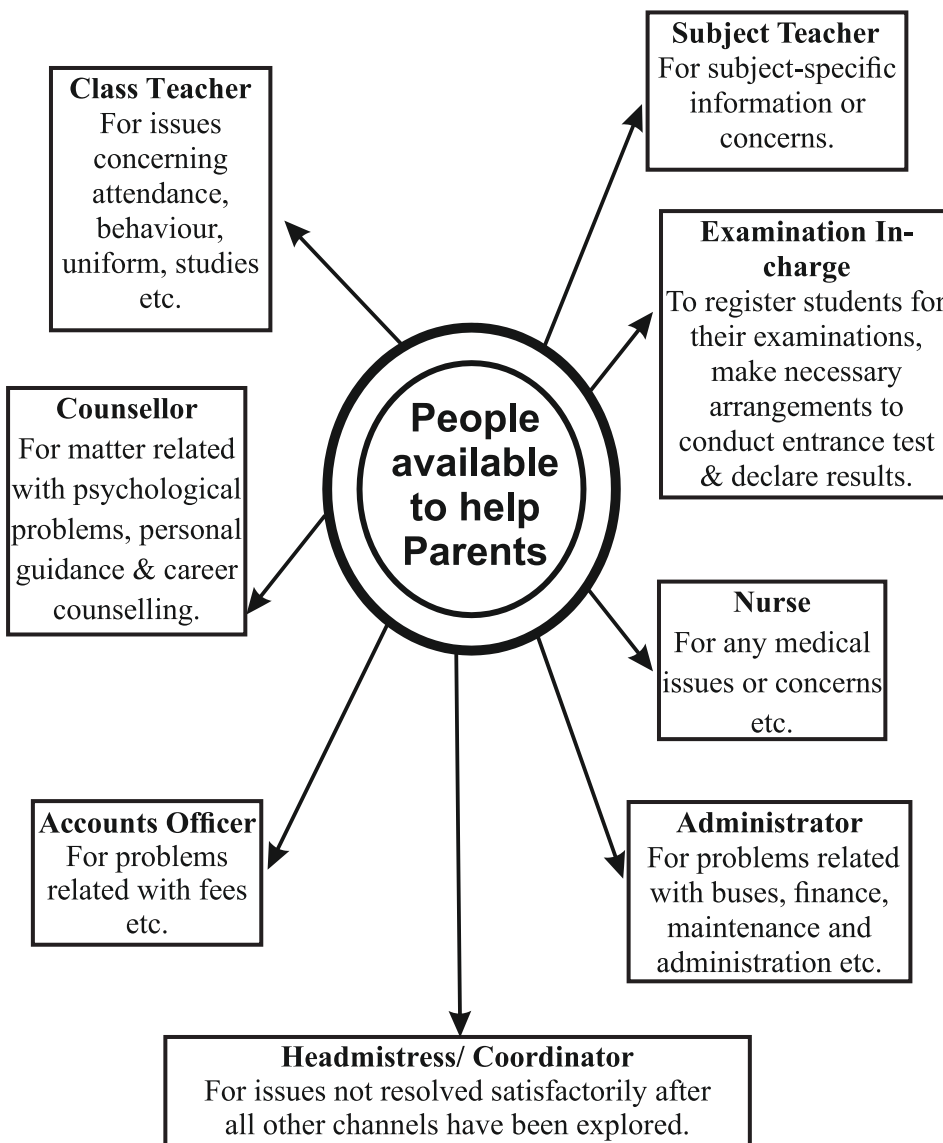 Subject Teacher
For subject-specific
information or
concerns.
Class Teacher
For issues
concerning
attendance,
behaviour,
uniform, studies
etc.
Examination In-
charge
To register students for
their examinations,
make necessary
arrangements to
conduct entrance test
& declare results.
People
available
to help
Parents
Counsellor
For matter related
with psychological
problems, personal
guidance & career
counselling.
Nurse
For any medical
issues or concerns
etc.
Accounts Officer
For problems
related with fees
etc.
Administrator
For problems related
with buses, finance,
maintenance and
administration etc.
Headmistress/ Coordinator
For issues not resolved satisfactorily after
all other channels have been explored.